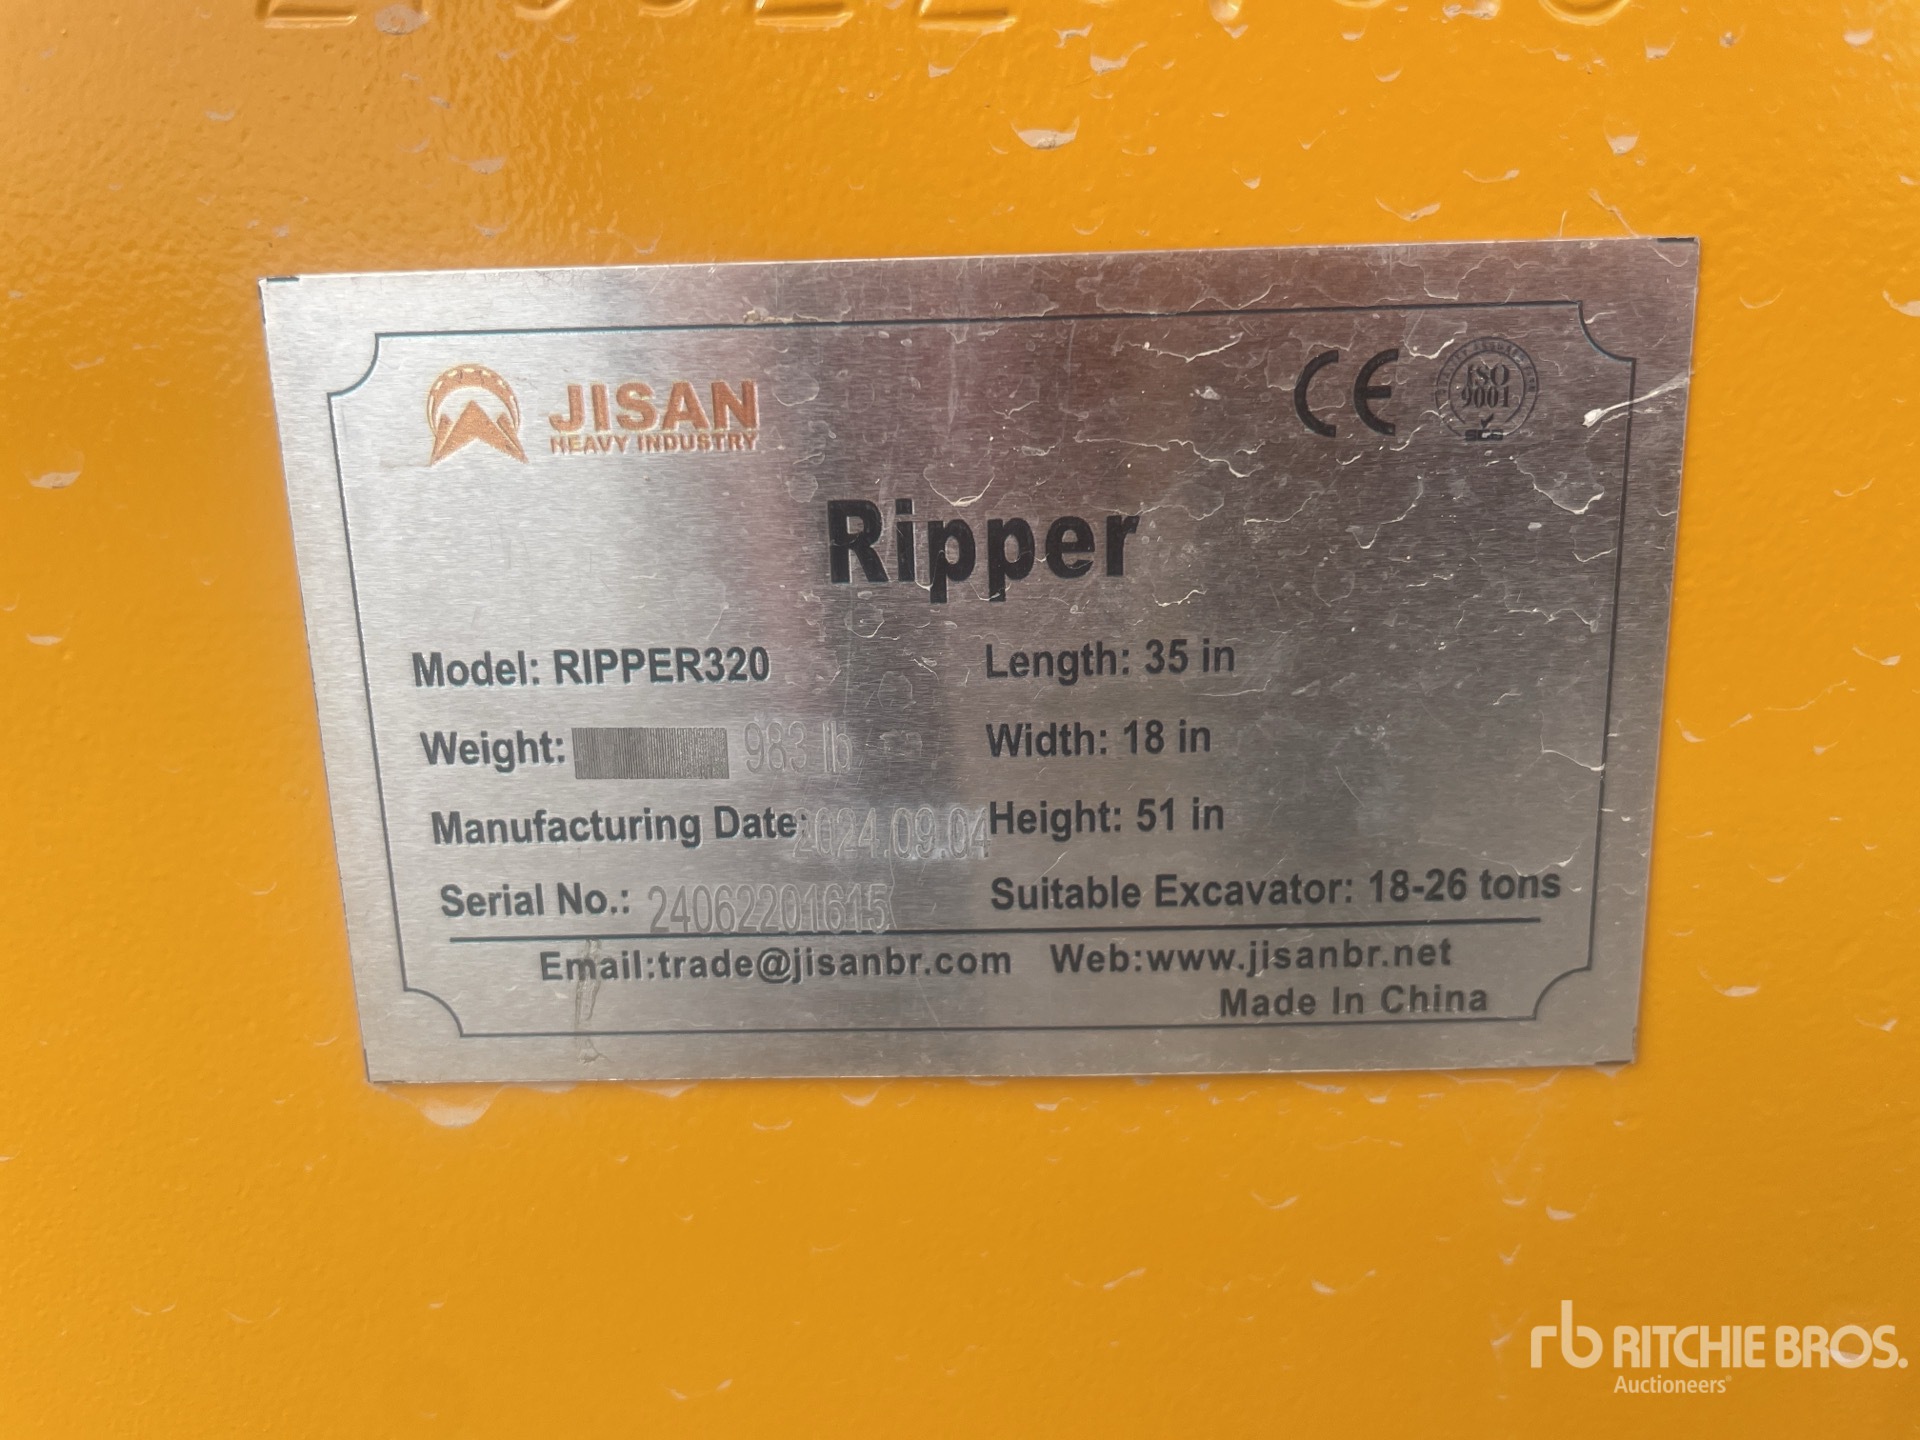 JISAN
HEAVY INDUSTRY
CE
ISO
9001
SGS
Ripper
Model: RIPPER320
Length: 35 in
Weight: 983 lb
Width: 18 in
Manufacturing Date: 2024.09.04
Height: 51 in
Serial No.: 24062201615
Suitable Excavator: 18-26 tons
Email:trade@jisanbr.com Web:www.jisanbr.net
Made In China
rb RITCHIE BROS.
Auctioneers